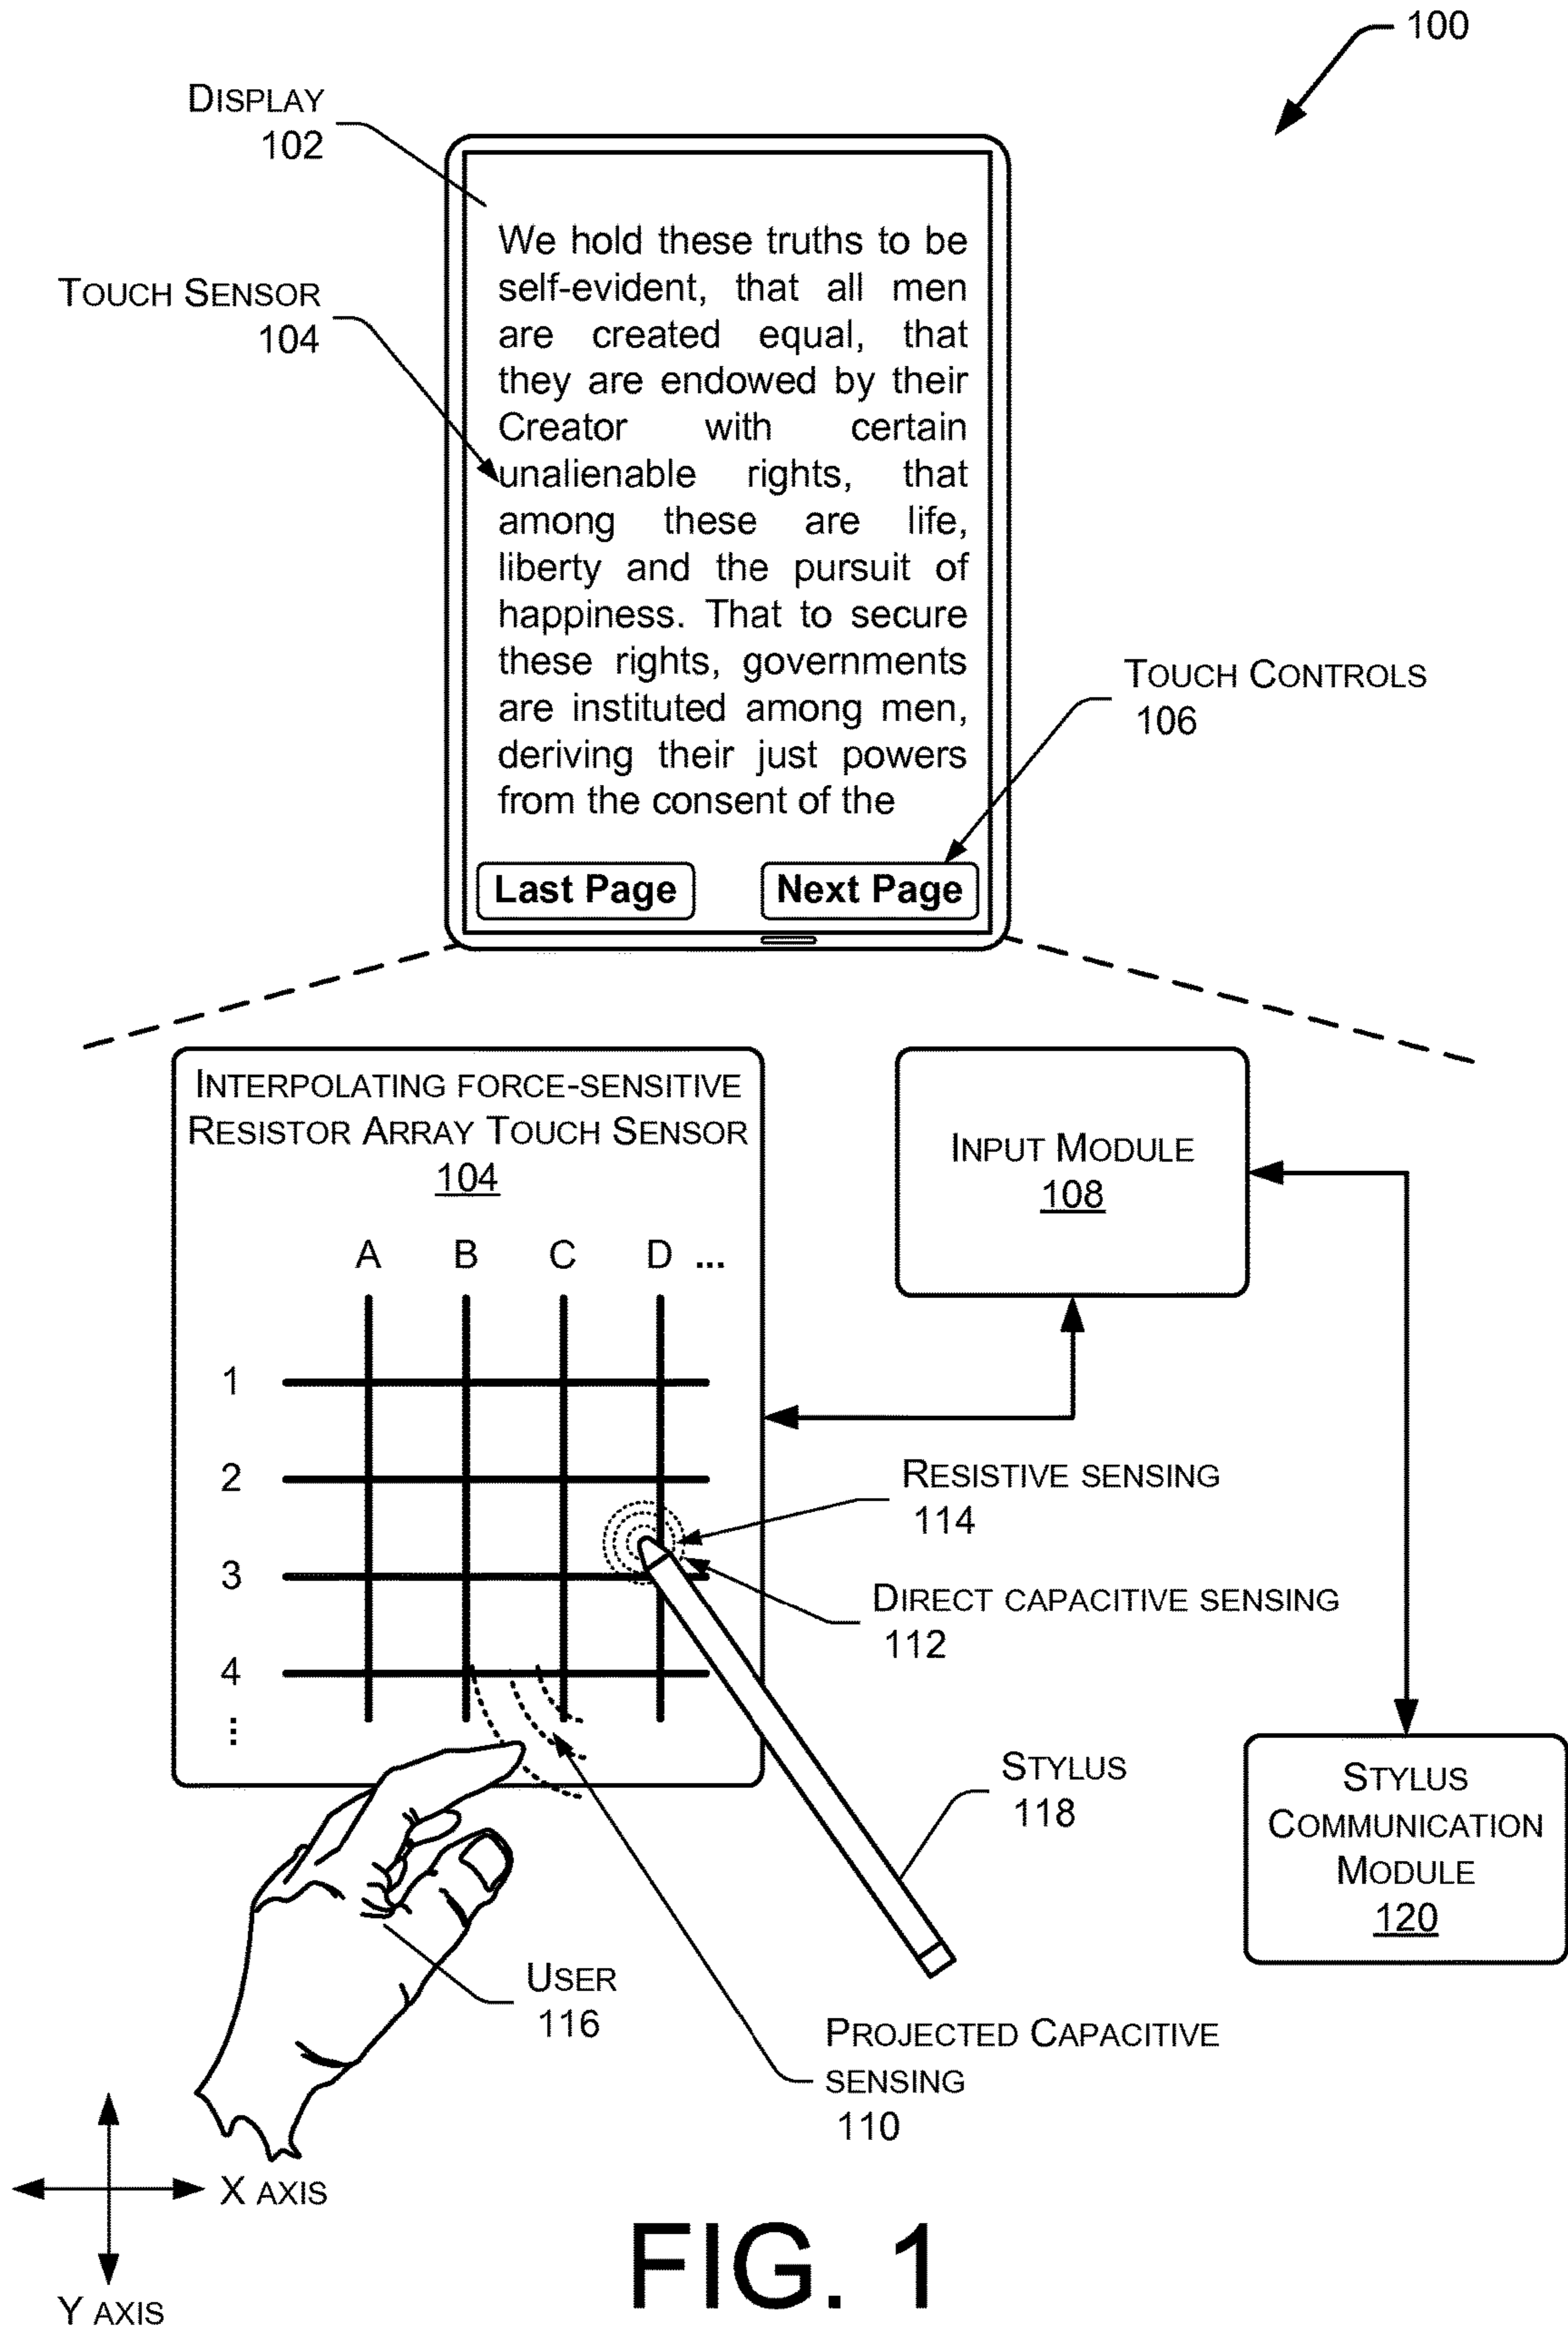 100
DISPLAY
102
We hold these truths to be
self-evident, that all men
are created equal, that
they are endowed by their
Creator with certain
unalienable rights, that
among these are life,
liberty and the pursuit of
happiness. That to secure
these rights, governments
are instituted among men,
deriving their just powers
from the consent of the
TOUCH SENSOR
104
TOUCH CONTROLS
106
Last Page
Next Page
INTERPOLATING FORCE-SENSITIVE
RESISTOR ARRAY TOUCH SENSOR
104
A B C D ...
1
2
3
4
...
INPUT MODULE
108
RESISTIVE SENSING
114
DIRECT CAPACITIVE SENSING
112
STYLUS
118
STYLUS
COMMUNICATION
MODULE
120
USER
116
PROJECTED CAPACITIVE
SENSING
110
X AXIS
Y AXIS
FIG. 1